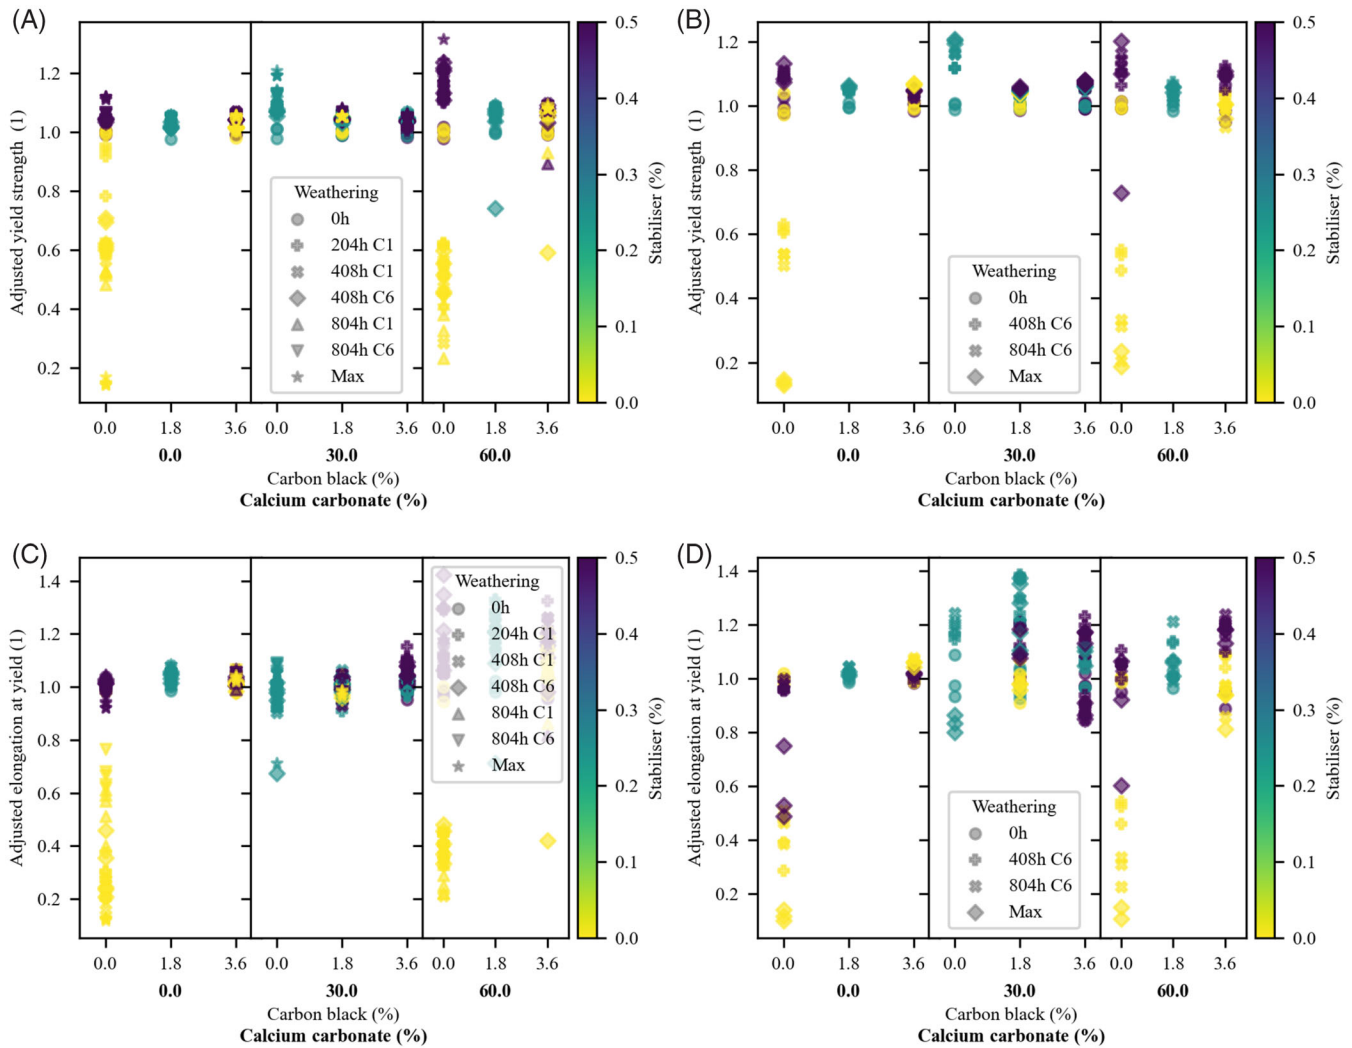 (A)
Adjusted yield strength (1)
1.2
1.0
0.8
0.6
0.4
0.2
Weathering
0h
204h C1
408h C1
408h C6
804h C1
804h C6
Max
0.0 1.8 3.6 0.0 1.8 3.6 0.0 1.8 3.6
0.0 30.0 60.0
Carbon black (%)
Calcium carbonate (%)
0.5
0.4
0.3
0.2
0.1
0.0
Stabiliser (%)
(B)
Adjusted yield strength (1)
1.2
1.0
0.8
0.6
0.4
0.2
Weathering
0h
408h C6
804h C6
Max
0.0 1.8 3.6 0.0 1.8 3.6 0.0 1.8 3.6
0.0 30.0 60.0
Carbon black (%)
Calcium carbonate (%)
0.5
0.4
0.3
0.2
0.1
0.0
Stabiliser (%)
(C)
Adjusted elongation at yield (1)
1.4
1.2
1.0
0.8
0.6
0.4
0.2
Weathering
0h
204h C1
408h C1
408h C6
804h C1
804h C6
Max
0.0 1.8 3.6 0.0 1.8 3.6 0.0 1.8 3.6
0.0 30.0 60.0
Carbon black (%)
Calcium carbonate (%)
0.5
0.4
0.3
0.2
0.1
0.0
Stabiliser (%)
(D)
Adjusted elongation at yield (1)
1.4
1.2
1.0
0.8
0.6
0.4
0.2
Weathering
0h
408h C6
804h C6
Max
0.0 1.8 3.6 0.0 1.8 3.6 0.0 1.8 3.6
0.0 30.0 60.0
Carbon black (%)
Calcium carbonate (%)
0.5
0.4
0.3
0.2
0.1
0.0
Stabiliser (%)